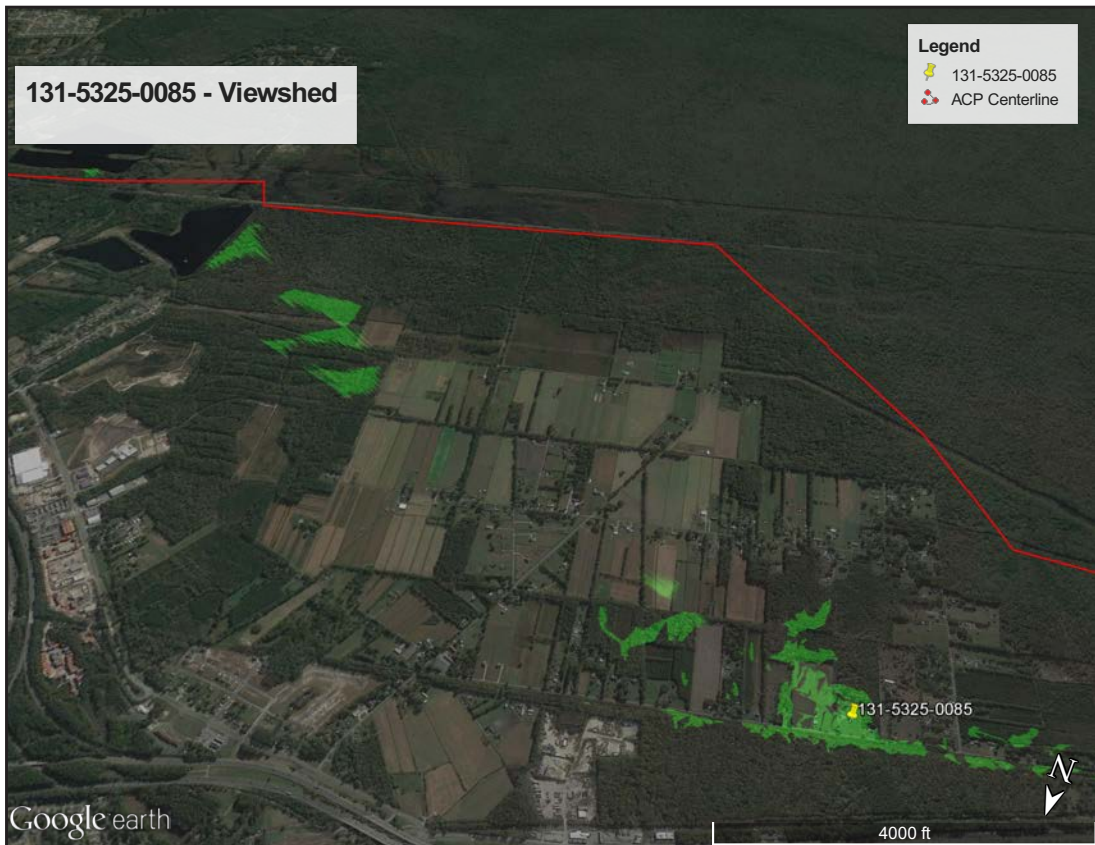 131-5325-0085 - Viewshed
Legend
131-5325-0085
ACP Centerline
131-5325-0085
N
Google earth
4000 ft